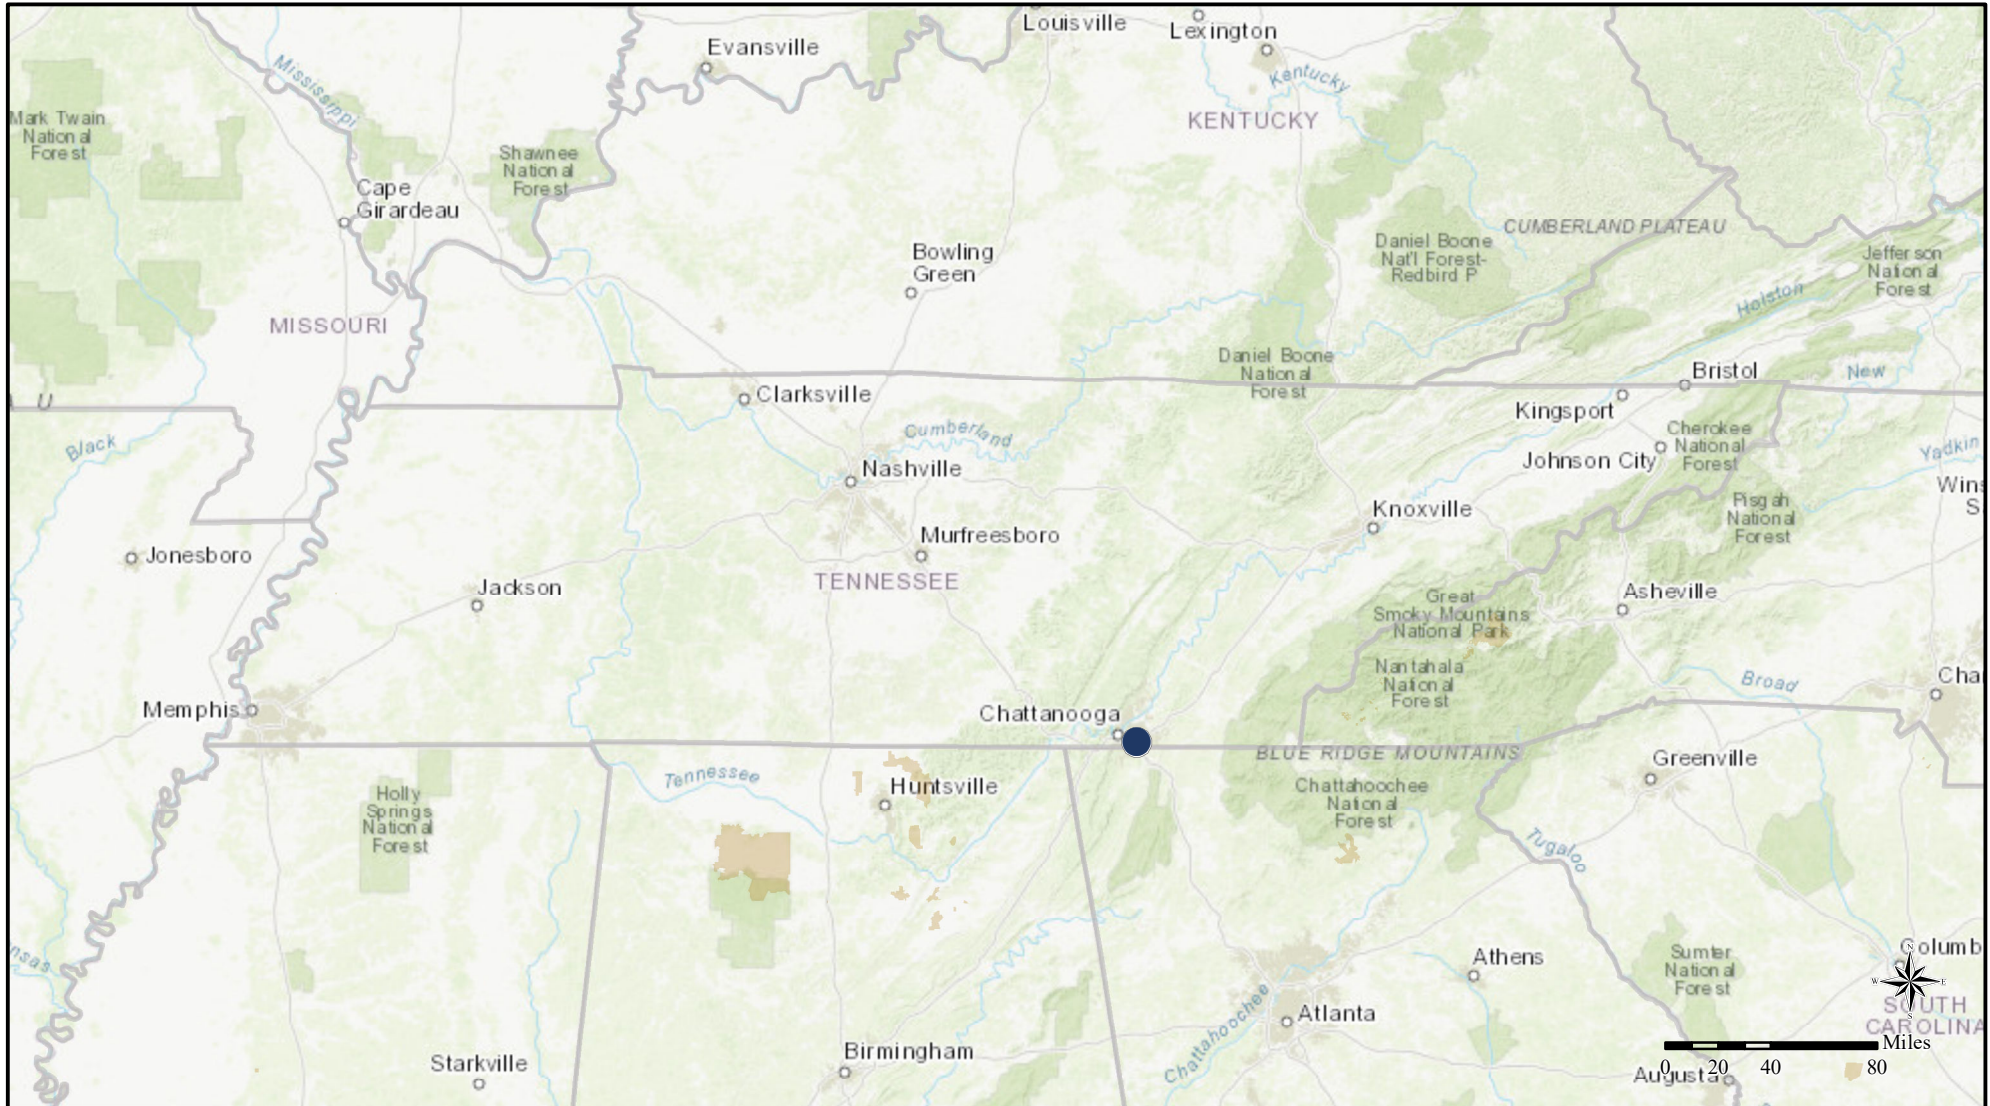 Louisville
Lexington
Evansville
Mississippi
Kentucky
KENTUCKY
Mark Twain
National
Forest
Shawnee
National
Forest
Cape
Girardeau
CUMBERLAND PLATEAU
Daniel Boone
Nat'l Forest-
Redbird P
Jefferson
National
Forest
Bowling
Green
Holston
MISSOURI
Daniel Boone
National
Forest
Bristol
New
Clarksville
U
Kingsport
Cumberland
Cherokee
National
Forest
Black
Yadkin
Nashville
Johnson City
Wins
S
Pisgah
National
Forest
Knoxville
Murfreesboro
Jonesboro
TENNESSEE
Jackson
Asheville
Great
Smoky Mountains
National Park
Nantahala
National
Forest
Broad
Cha
Memphis
Chattanooga
BLUE RIDGE MOUNTAINS
Greenville
Tennessee
Huntsville
Chattahoochee
National
Forest
Holly
Springs
National
Forest
Tugaloo
nsas
Athens
Sumter
National
Forest
Columb
N
W
E
S
SOUTH
CAROLINA
Chattahoochee
Atlanta
Birmingham
Starkville
Miles
0 20 40 80
Augusta